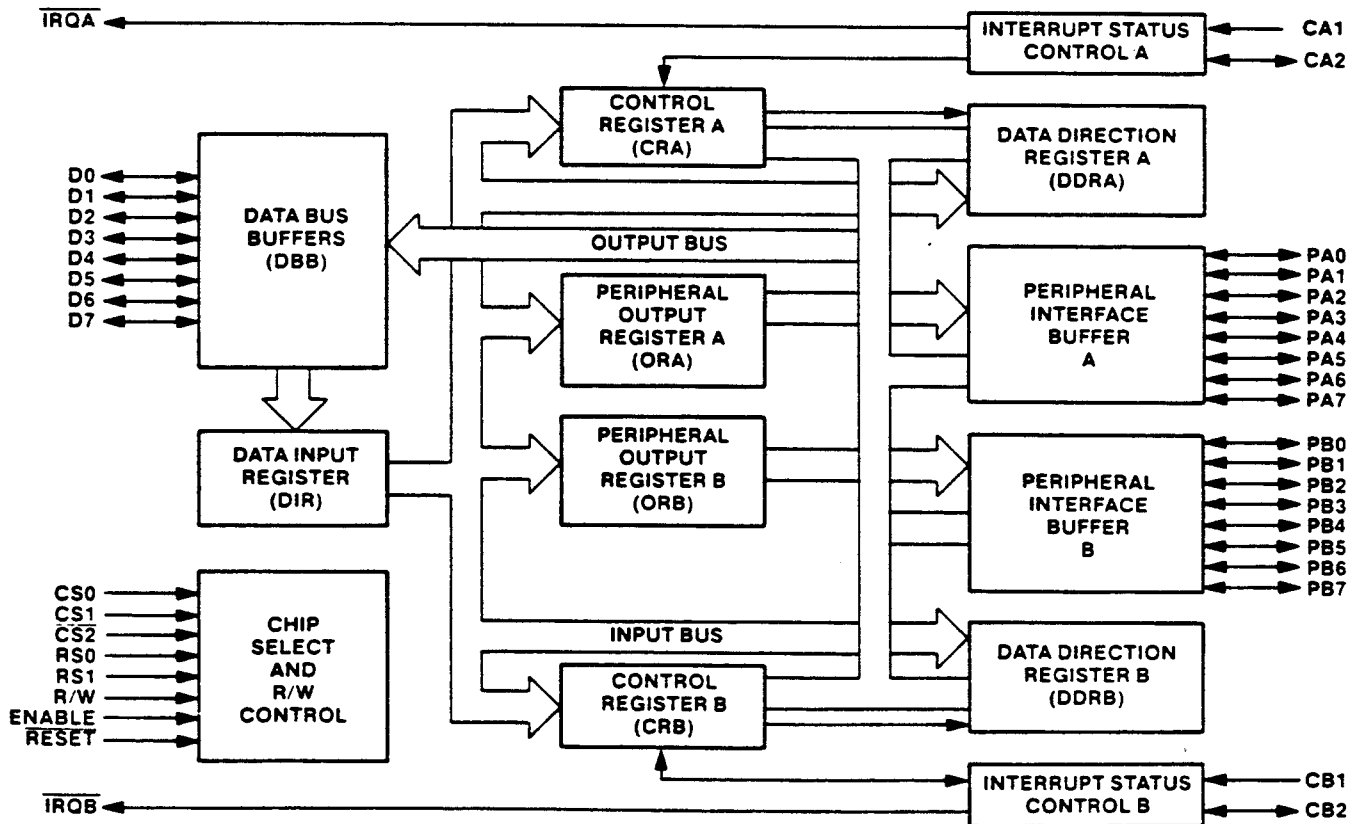 IRQA
INTERRUPT STATUS
CONTROL A
CA1
CA2
CONTROL
REGISTER A
(CRA)
DATA DIRECTION
REGISTER A
(DDRA)
D0
D1
D2
D3
D4
D5
D6
D7
DATA BUS
BUFFERS
(DBB)
OUTPUT BUS
PERIPHERAL
OUTPUT
REGISTER A
(ORA)
PERIPHERAL
INTERFACE
BUFFER
A
PA0
PA1
PA2
PA3
PA4
PA5
PA6
PA7
DATA INPUT
REGISTER
(DIR)
PERIPHERAL
OUTPUT
REGISTER B
(ORB)
PERIPHERAL
INTERFACE
BUFFER
B
PB0
PB1
PB2
PB3
PB4
PB5
PB6
PB7
CS0
CS1
CS2
RS0
RS1
R/W
ENABLE
RESET
CHIP
SELECT
AND
R/W
CONTROL
INPUT BUS
CONTROL
REGISTER B
(CRB)
DATA DIRECTION
REGISTER B
(DDRB)
IRQB
INTERRUPT STATUS
CONTROL B
CB1
CB2